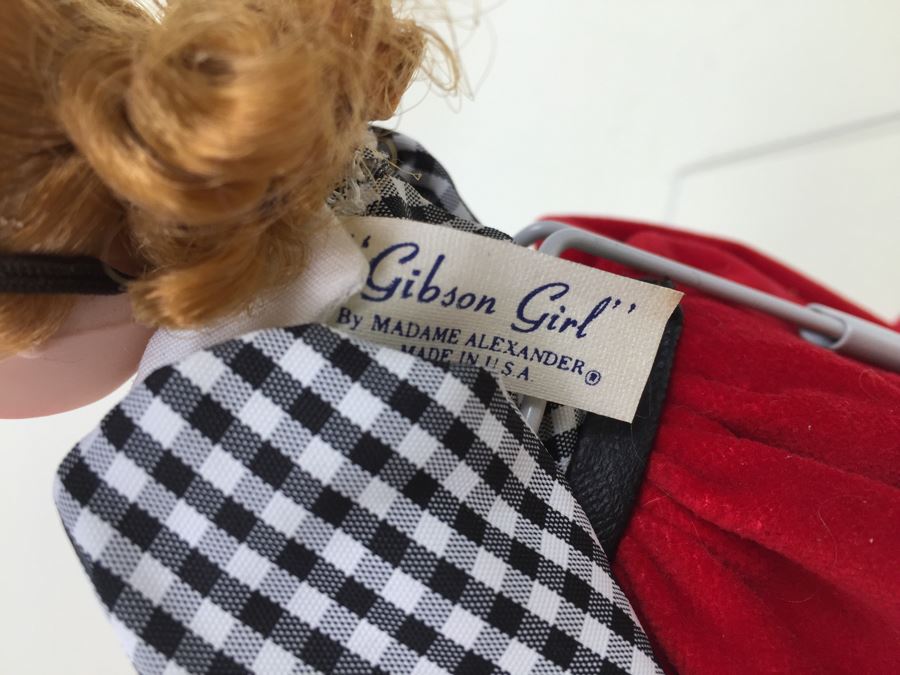 "Gibson Girl"
By MADAME ALEXANDER®
MADE IN U.S.A.